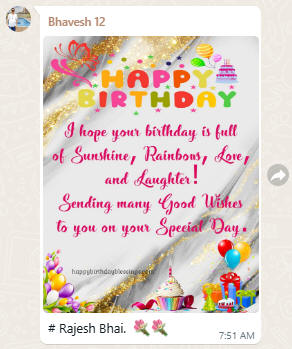 Bhavesh 12
HAPPY
BIRTHDAY
I hope your birthday is full
of Sunshine, Rainbows, Love,
and Laughter!
Sending many Good Wishes
to you on your Special Day.
happybirthdayblessings.com
# Rajesh Bhai. 💐💐
7:51 AM